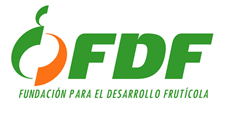 FDF
FUNDACIÓN PARA EL DESARROLLO FRUTÍCOLA